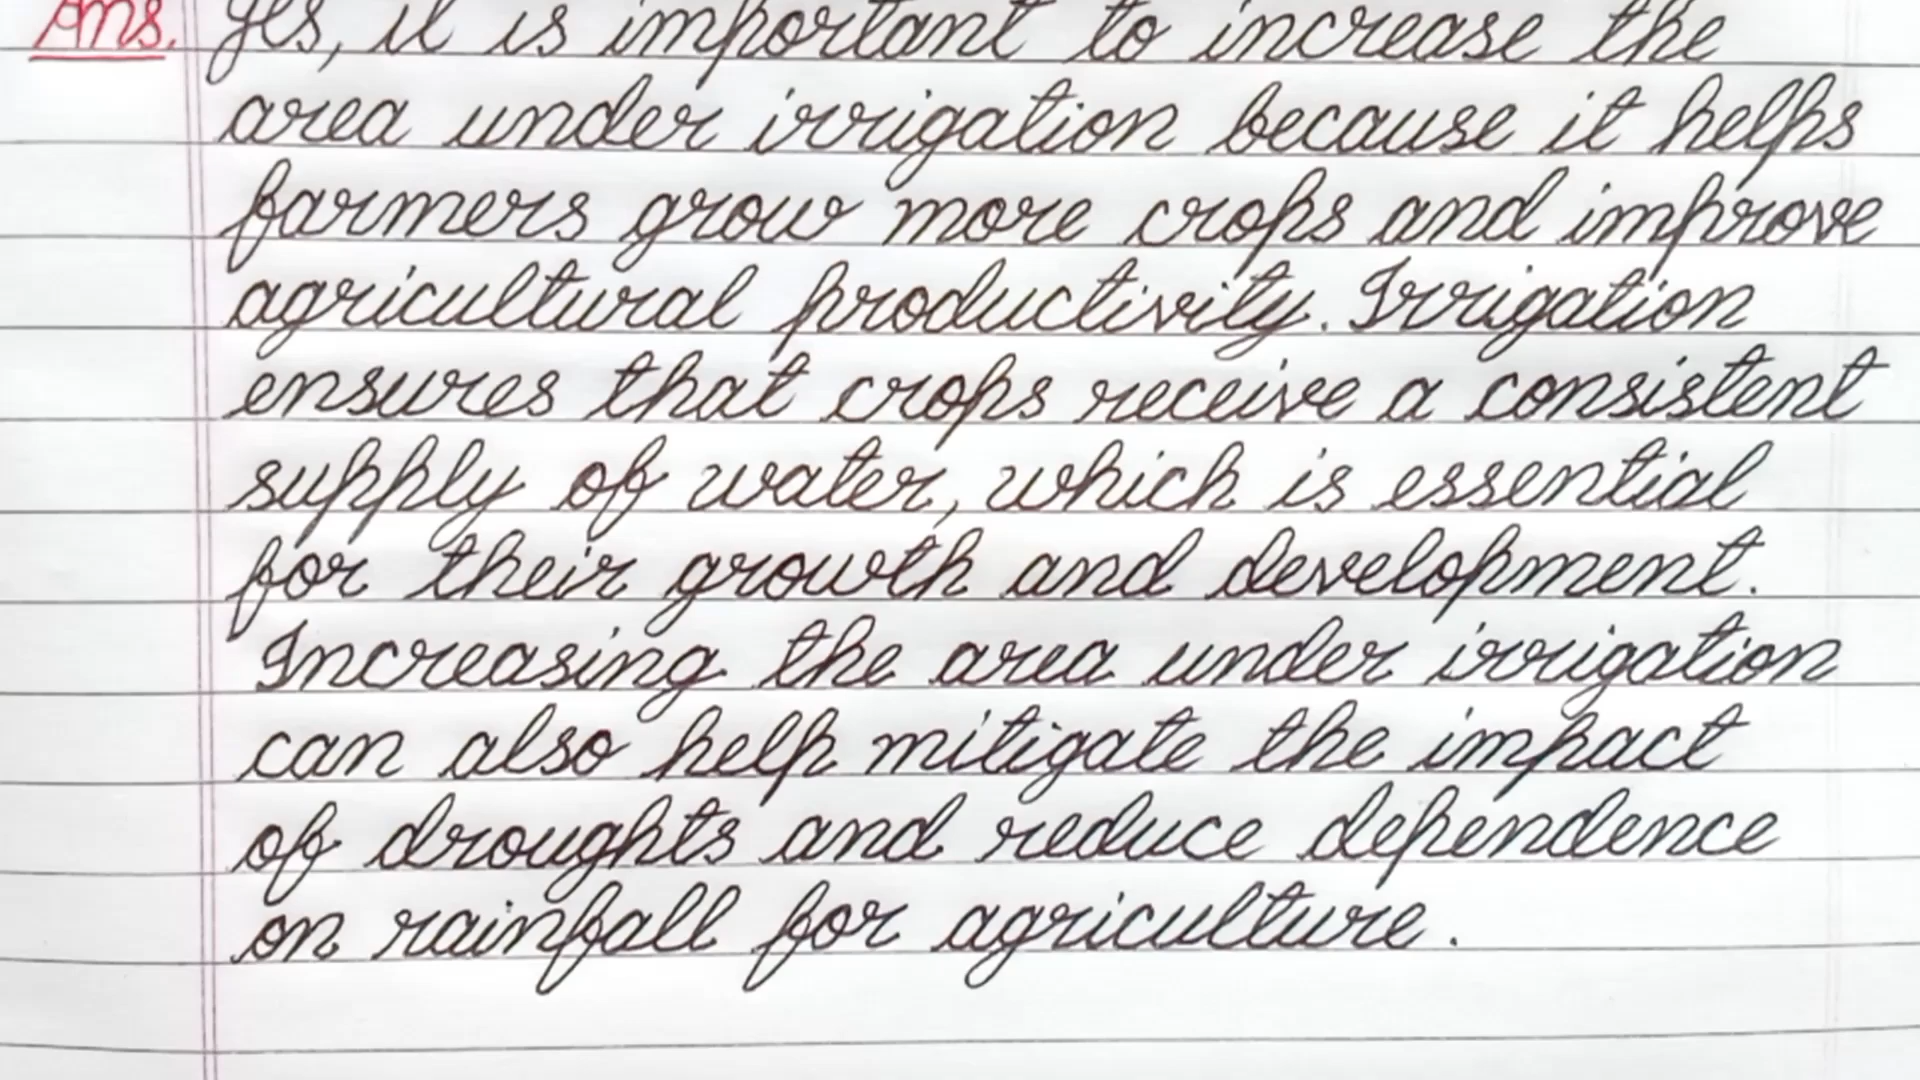 Ans. Yes, it is important to increase the
area under irrigation because it helps
farmers grow more crops and improve
agricultural productivity. Irrigation
ensures that crops receive a consistent
supply of water, which is essential
for their growth and development.
Increasing the area under irrigation
can also help mitigate the impact
of droughts and reduce dependence
on rainfall for agriculture.